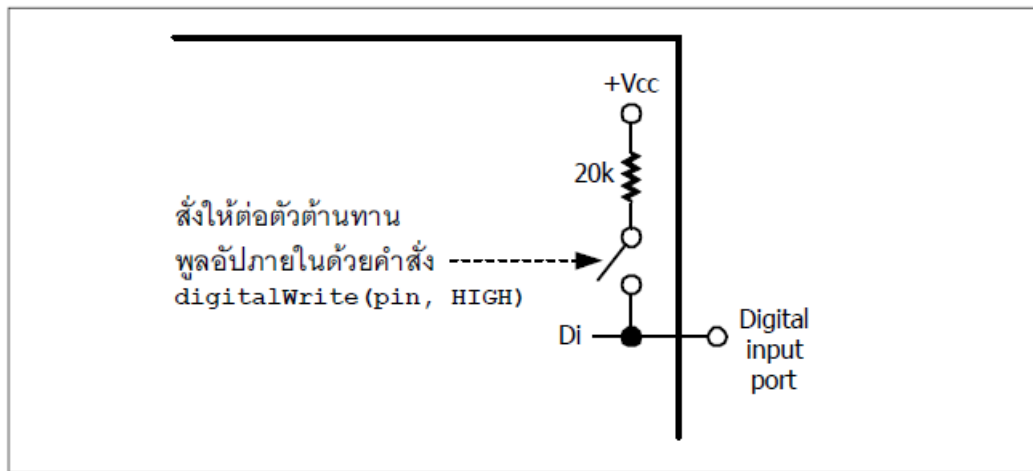 +Vcc
20k
สั่งให้ต่อตัวต้านทาน
พูลอัปภายในด้วยคำสั่ง
digitalWrite(pin, HIGH)
Di
Digital
input
port